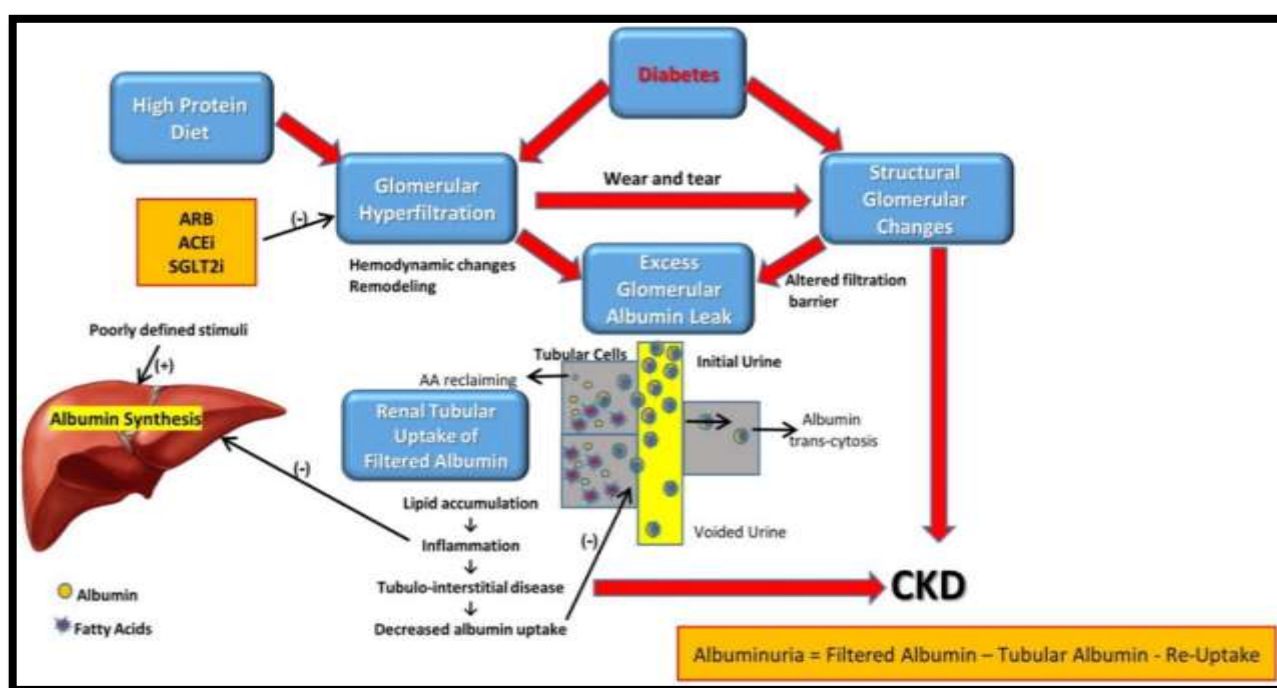 Diabetes
High Protein
Diet
Glomerular
Hyperfiltration
Wear and tear
Structural
Glomerular
Changes
ARB
ACEi
SGLT2i
(-)
Hemodynamic changes
Remodeling
Excess
Glomerular
Albumin Leak
Altered filtration
barrier
Poorly defined stimuli
(+)
Albumin Synthesis
(-)
Tubular Cells
Initial Urine
AA reclaiming
Renal Tubular
Uptake of
Filtered Albumin
Albumin
trans-cytosis
Lipid accumulation
↓
Inflammation
↓
Tubulo-interstitial disease
↓
Decreased albumin uptake
(-)
Voided Urine
CKD
Albumin
Fatty Acids
Albuminuria = Filtered Albumin – Tubular Albumin - Re-Uptake